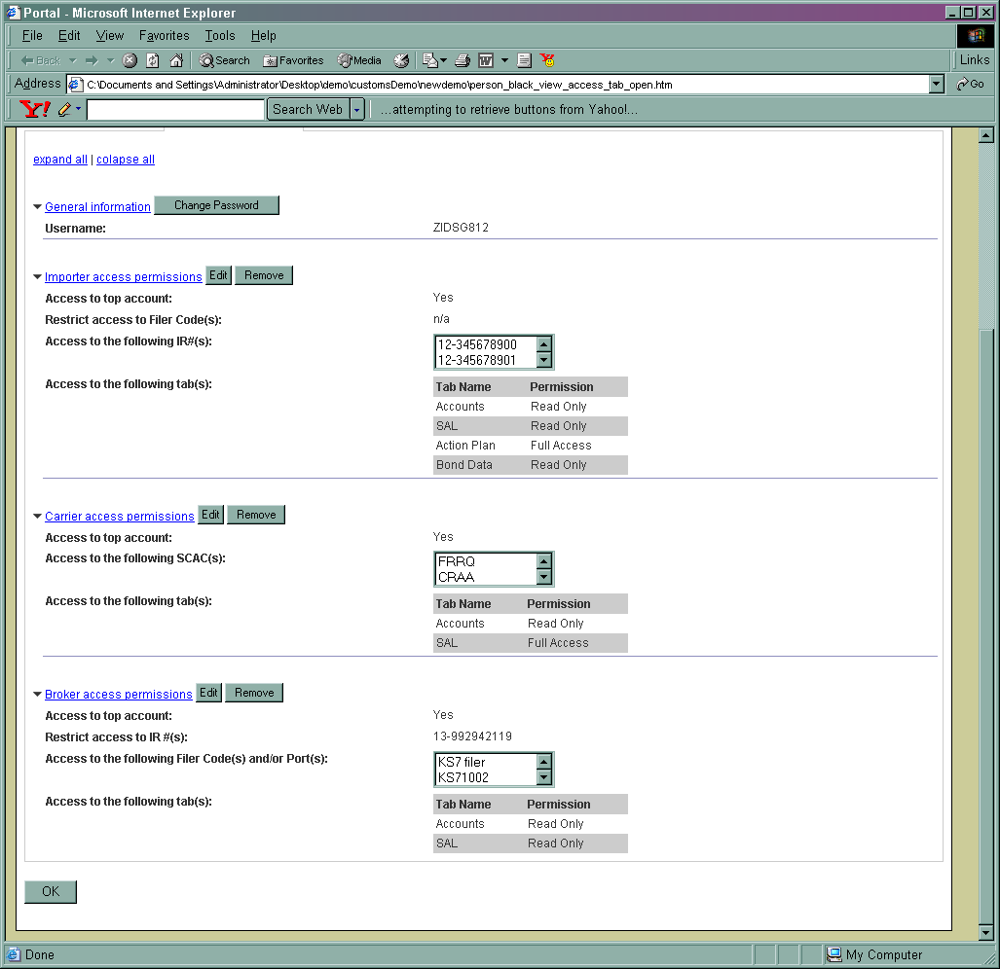 Portal - Microsoft Internet Explorer
File Edit View Favorites Tools Help
Back Search Favorites Media Links
Address C:\Documents and Settings\Administrator\Desktop\demo\customsDemo\newdemo\person_black_view_access_tab_open.htm Go
Y! Search Web ...attempting to retrieve buttons from Yahoo!...
expand all | colapse all
General information Change Password
Username: ZIDSG812
Importer access permissions Edit Remove
Access to top account: Yes
Restrict access to Filer Code(s): n/a
Access to the following IR#(s): 12-345678900
12-345678901
Access to the following tab(s): Tab Name Permission
Accounts Read Only
SAL Read Only
Action Plan Full Access
Bond Data Read Only
Carrier access permissions Edit Remove
Access to top account: Yes
Access to the following SCAC(s): FRRQ
CRAA
Access to the following tab(s): Tab Name Permission
Accounts Read Only
SAL Full Access
Broker access permissions Edit Remove
Access to top account: Yes
Restrict access to IR #(s): 13-992942119
Access to the following Filer Code(s) and/or Port(s): KS7 filer
KS71002
Access to the following tab(s): Tab Name Permission
Accounts Read Only
SAL Read Only
OK
Done My Computer